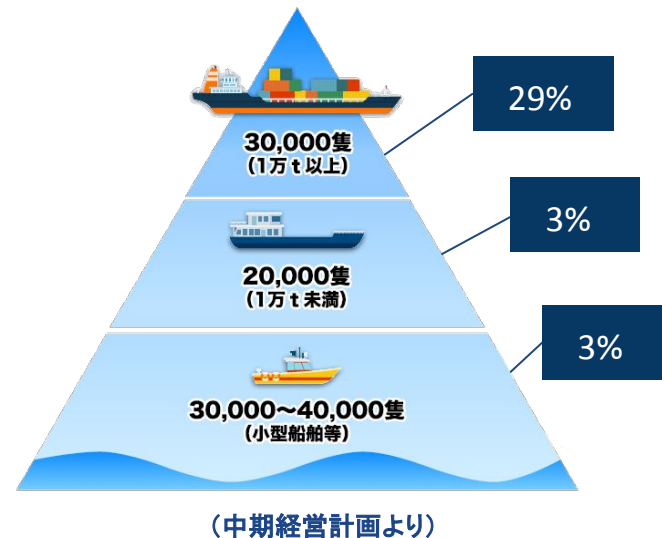 30,000隻
(1万t以上)
29%
20,000隻
(1万t未満)
3%
30,000～40,000隻
(小型船舶等)
3%
(中期経営計画より)